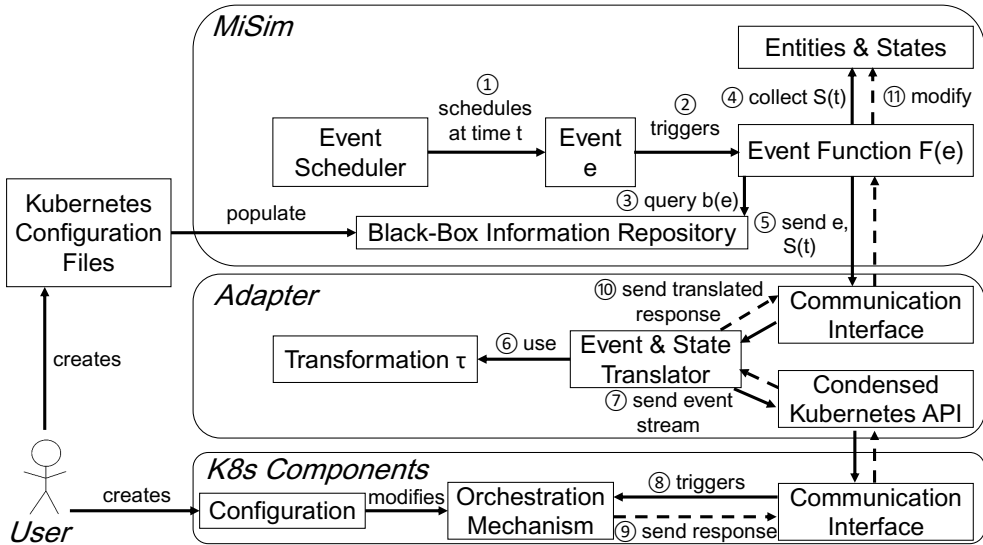 MiSim
Entities & States
①
schedules
at time t
②
triggers
④ collect S(t)
⑪ modify
Event
Scheduler
Event
e
Event Function F(e)
Kubernetes
Configuration
Files
populate
③ query b(e)
Black-Box Information Repository
⑤ send e,
S(t)
Adapter
⑩ send translated
response
Communication
Interface
creates
Transformation τ
⑥ use
Event & State
Translator
⑦ send event
stream
Condensed
Kubernetes API
K8s Components
User
creates
Configuration
modifies
Orchestration
Mechanism
⑧ triggers
⑨ send response
Communication
Interface